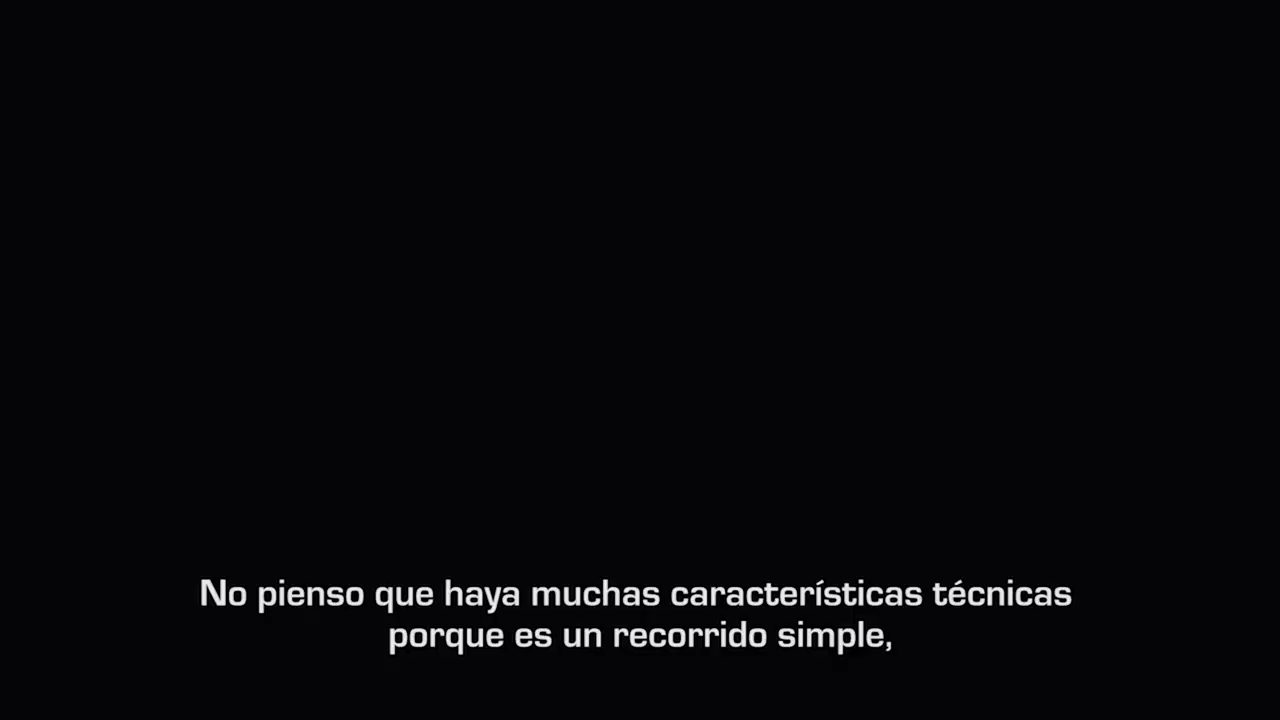 No pienso que haya muchas características técnicas
porque es un recorrido simple,